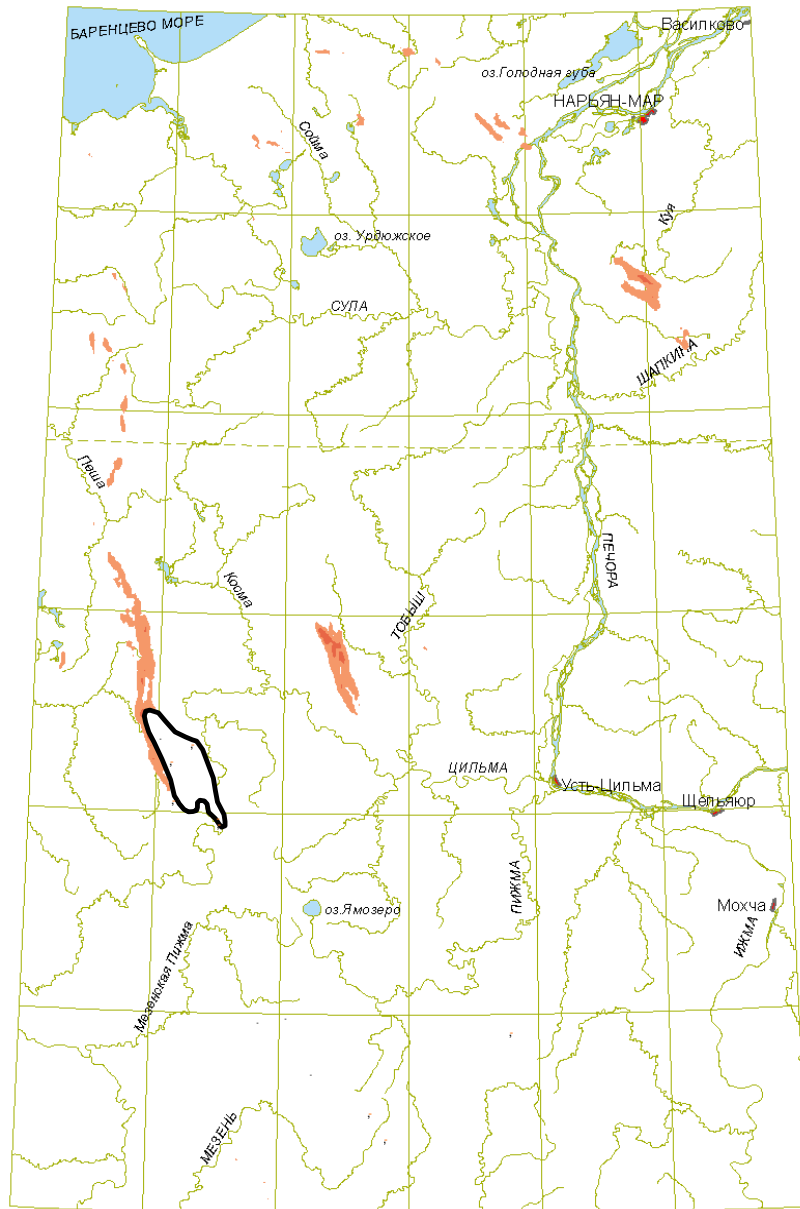 Василково
БАРЕНЦЕВО МОРЕ
оз.Голодная губа
НАРЬЯН-МАР
Сойма
Куя
оз. Урдюжское
СУЛА
ШАПКИНА
Пеша
ПЕЧОРА
Косма
ТОБЫШ
ЦИЛЬМА
Усть-Цильма
Щельяюр
ПИЖМА
Мохча
оз.Ямозеро
ИЖМА
Мезенская Пижма
МЕЗЕНЬ